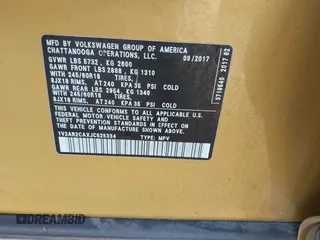 MFD. BY VOLKSWAGEN GROUP OF AMERICA
CHATTANOOGA OPERATIONS, LLC. 09/2017
GVWR LBS 5732 , KG 2600
GAWR FRONT LBS 2888 , KG 1310
WITH 245/60R18 TIRES,
8JX18 RIMS, AT 240 KPA 35 PSI COLD
GAWR REAR LBS 2954, KG 1340
WITH 245/60R18 TIRES,
8JX18 RIMS, AT 240 KPA 35 PSI COLD
THIS VEHICLE CONFORMS TO ALL APPLICABLE
FEDERAL MOTOR VEHICLE SAFETY AND
THEFT PREVENTION STANDARDS IN EFFECT
ON THE DATE OF MANUFACTURE SHOWN ABOVE.
1V2AR2CAXJC525334 TYPE: MPV
2017 62
AutoBidMaster